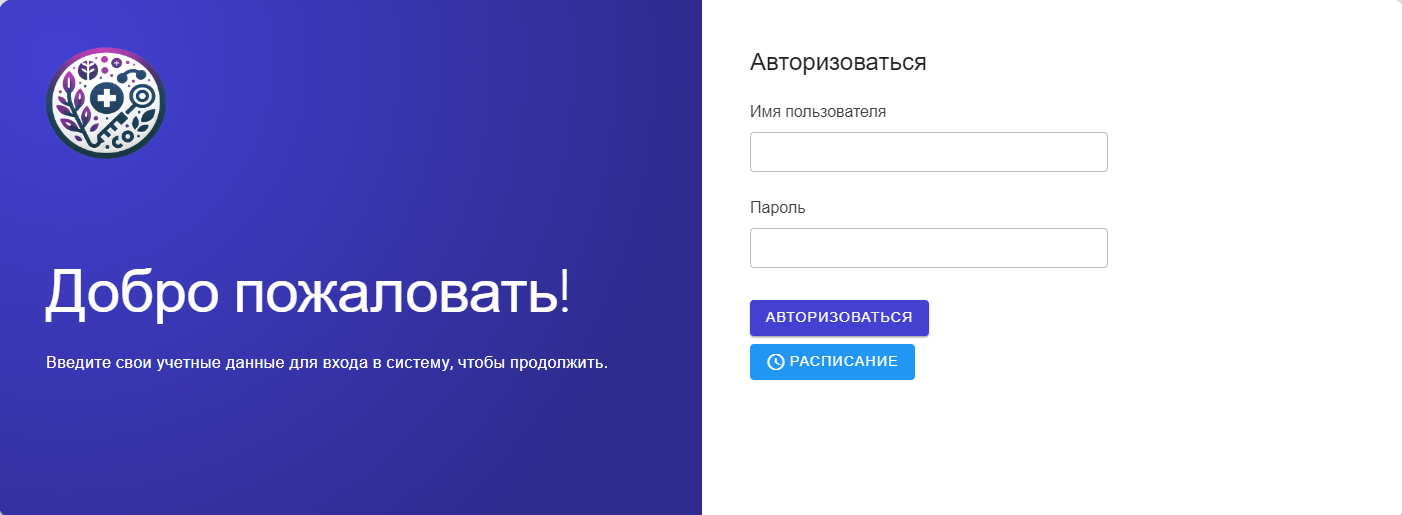 Добро пожаловать!
Введите свои учетные данные для входа в систему, чтобы продолжить.
Авторизоваться
Имя пользователя
Пароль
АВТОРИЗОВАТЬСЯ
РАСПИСАНИЕ